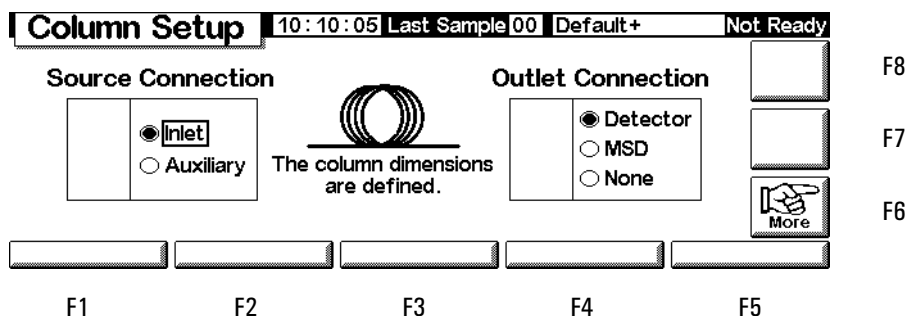 Column Setup 10:10:05 Last Sample 00 Default+ Not Ready
Source Connection
Outlet Connection
F8
Inlet
Auxiliary
The column dimensions
are defined.
Detector
MSD
None
F7
More
F6
F1 F2 F3 F4 F5